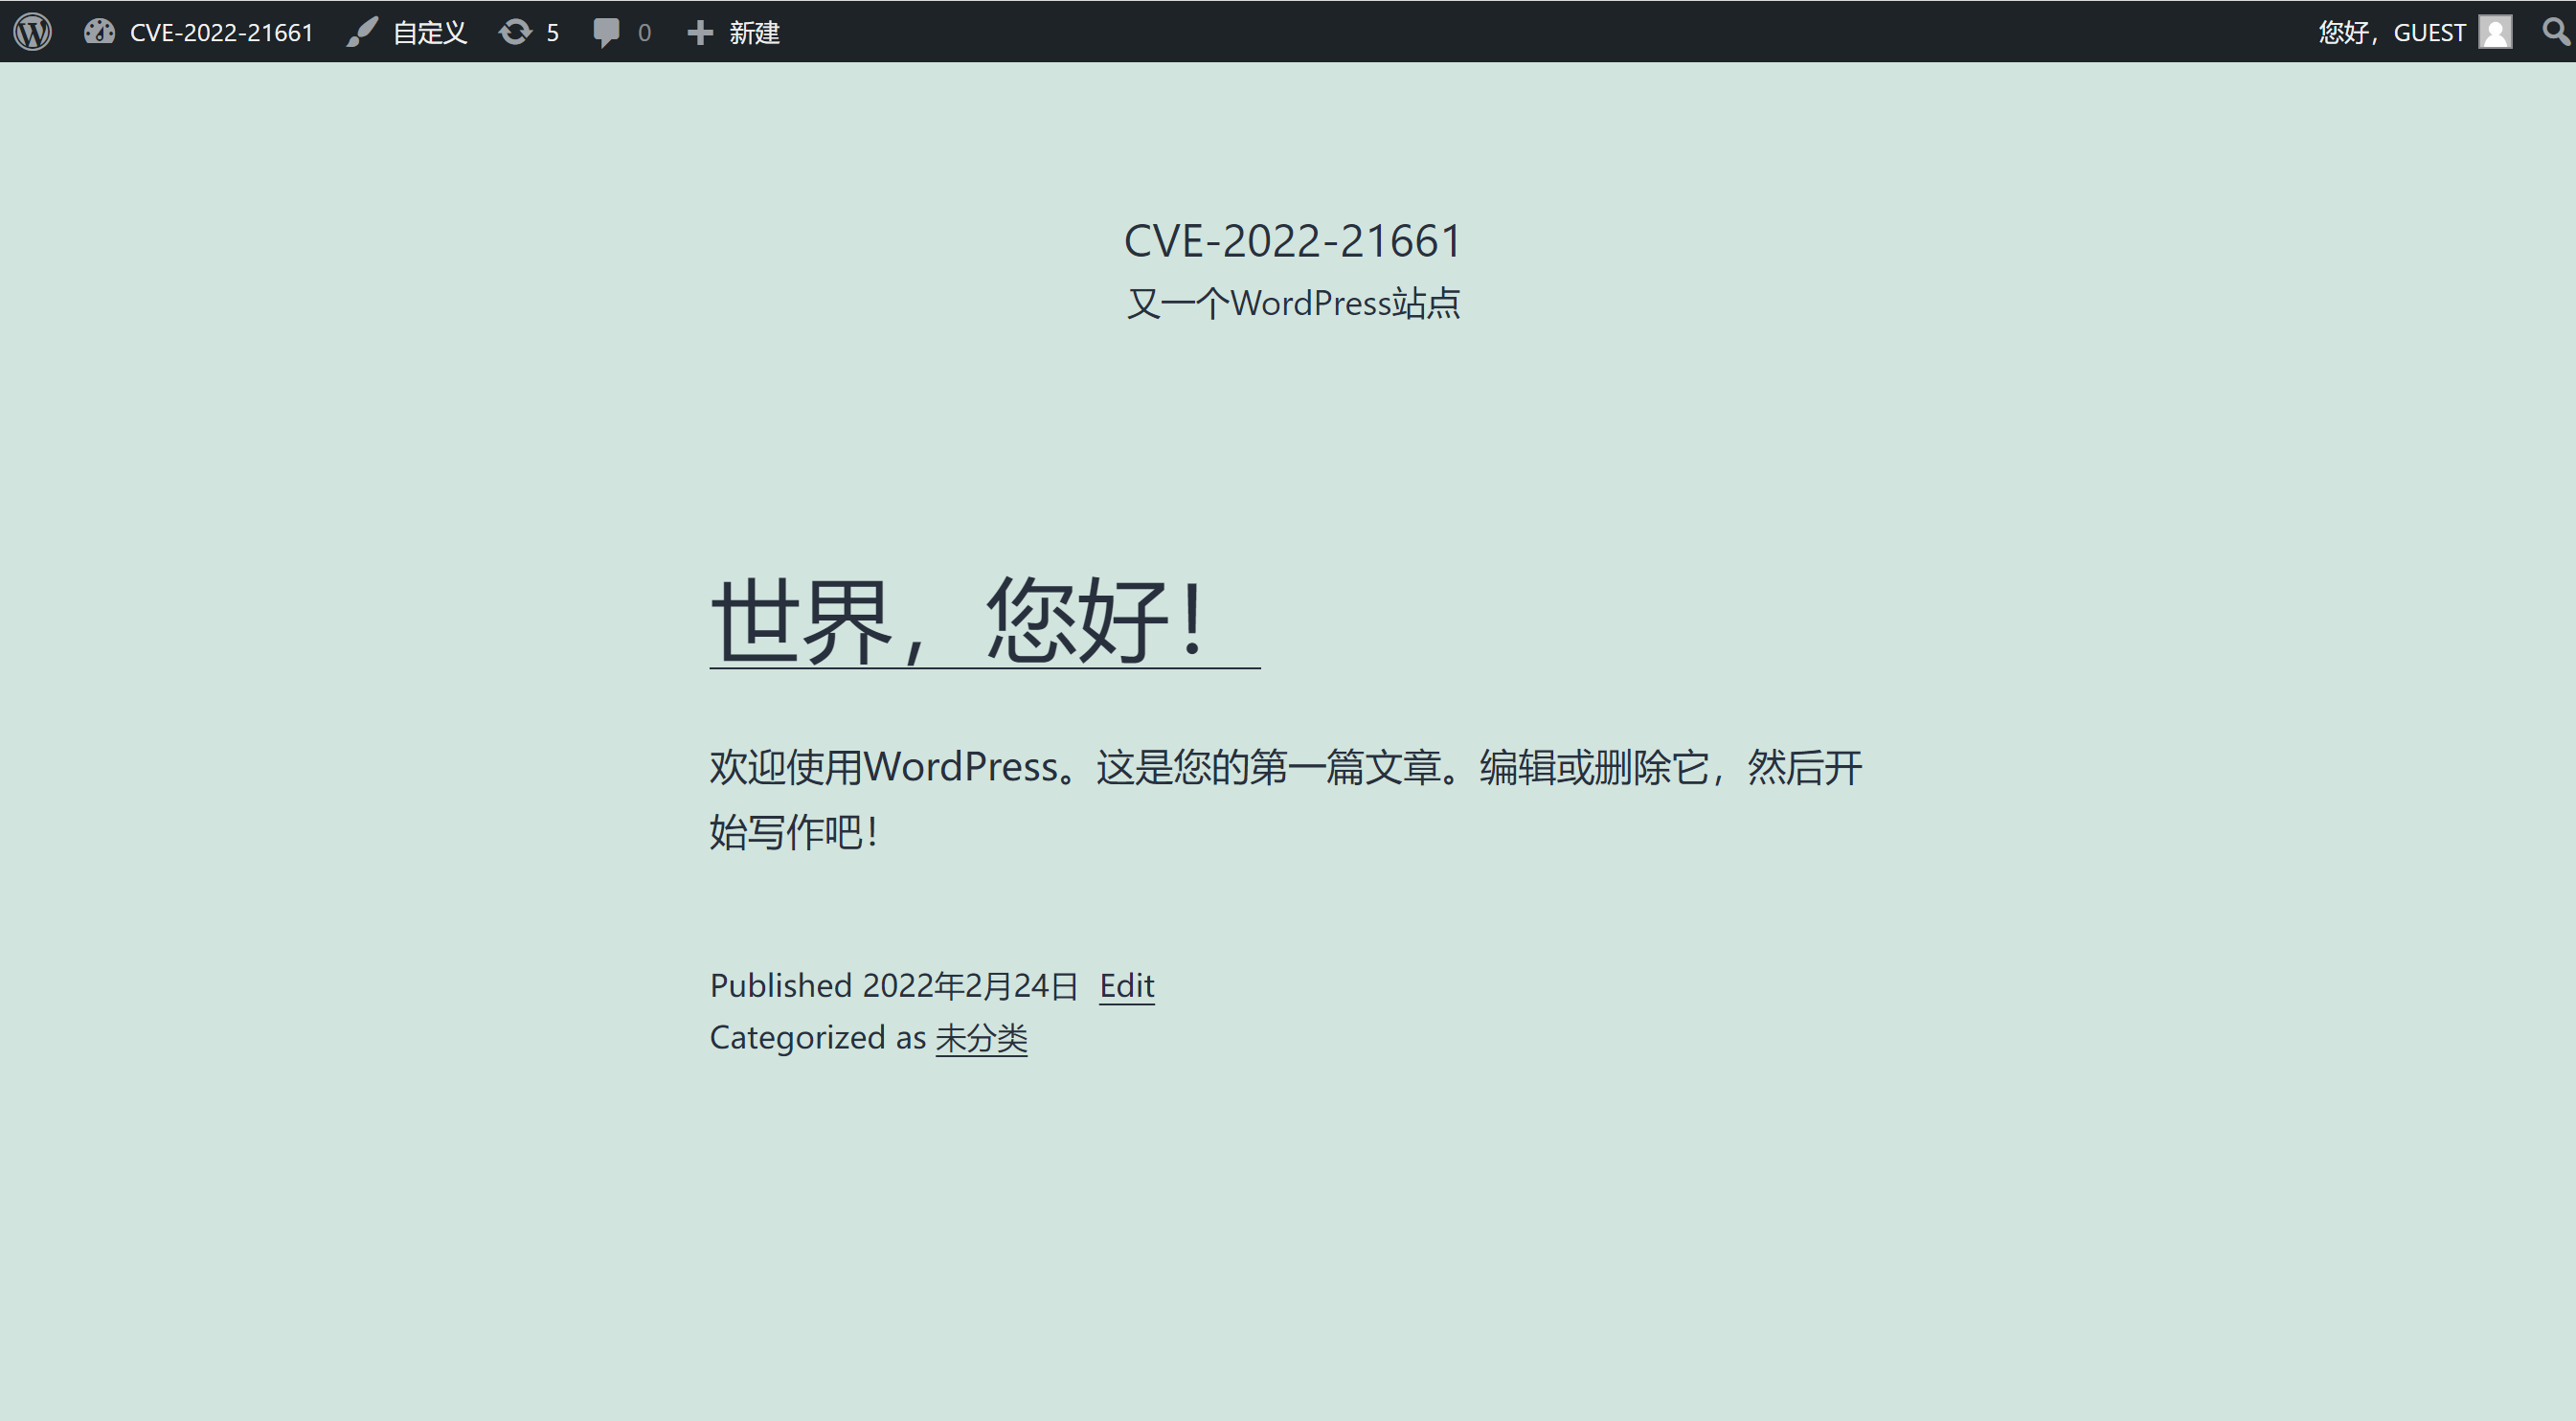 CVE-2022-21661 自定义 5 0 新建 您好，GUEST
CVE-2022-21661
又一个WordPress站点
世界，您好！
欢迎使用WordPress。这是您的第一篇文章。编辑或删除它，然后开
始写作吧！
Published 2022年2月24日 Edit
Categorized as 未分类